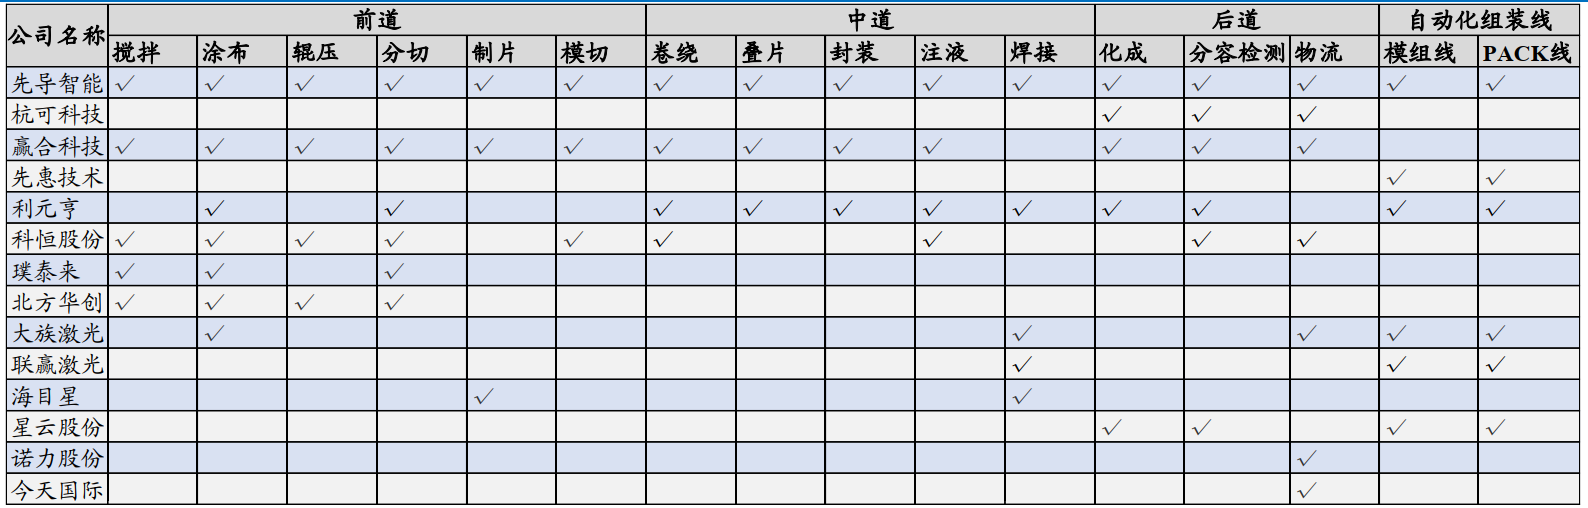 公司名称 前道 中道 后道 自动化组装线
搅拌 涂布 辊压 分切 制片 模切 卷绕 叠片 封装 注液 焊接 化成 分容检测 物流 模组线 PACK线
先导智能 √ √ √ √ √ √ √ √ √ √ √ √ √ √ √ √
杭可科技 √ √ √
赢合科技 √ √ √ √ √ √ √ √ √ √ √ √ √
先惠技术 √ √
利元亨 √ √ √ √ √ √ √ √ √ √ √
科恒股份 √ √ √ √ √ √ √ √ √
璞泰来 √ √ √
北方华创 √ √ √ √
大族激光 √ √ √ √ √
联赢激光 √ √ √
海目星 √ √
星云股份 √ √ √ √
诺力股份 √
今天国际 √